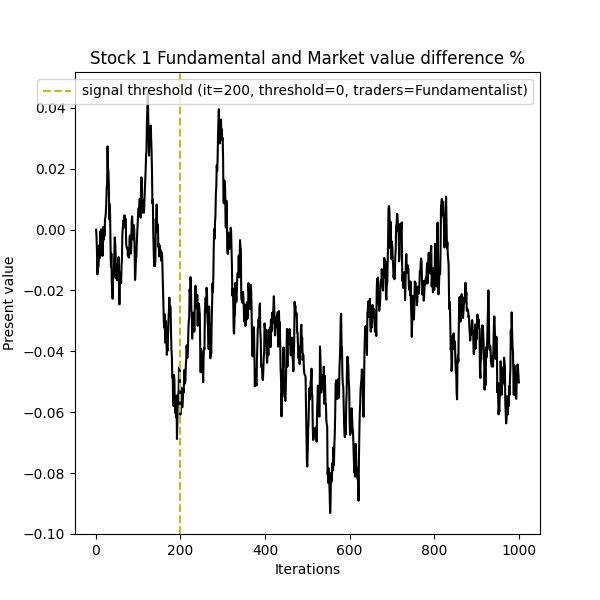 Stock 1 Fundamental and Market value difference %
signal threshold (it=200, threshold=0, traders=Fundamentalist)
0.04
0.02
0.00
−0.02
−0.04
−0.06
−0.08
−0.10
Present value
0 200 400 600 800 1000
Iterations